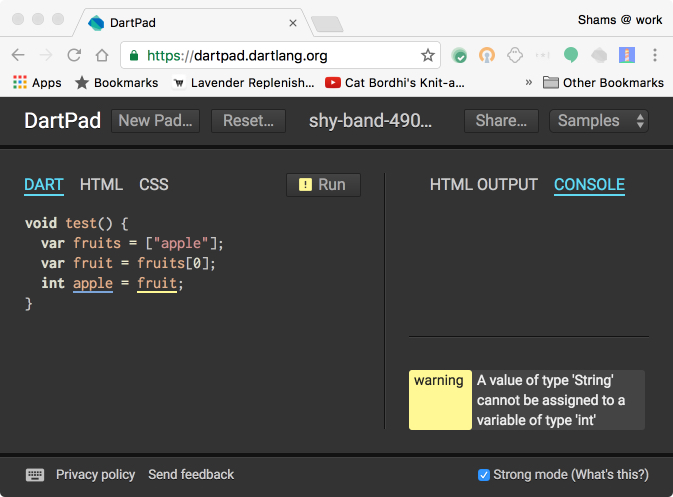 DartPad
Shams @ work
https://dartpad.dartlang.org
Apps Bookmarks Lavender Replenish... Cat Bordhi's Knit-a... » Other Bookmarks
DartPad New Pad... Reset... shy-band-490... Share... Samples
DART HTML CSS ! Run HTML OUTPUT CONSOLE
void test() {
  var fruits = ["apple"];
  var fruit = fruits[0];
  int apple = fruit;
}
warning A value of type 'String'
cannot be assigned to a
variable of type 'int'
Privacy policy Send feedback Strong mode (What's this?)